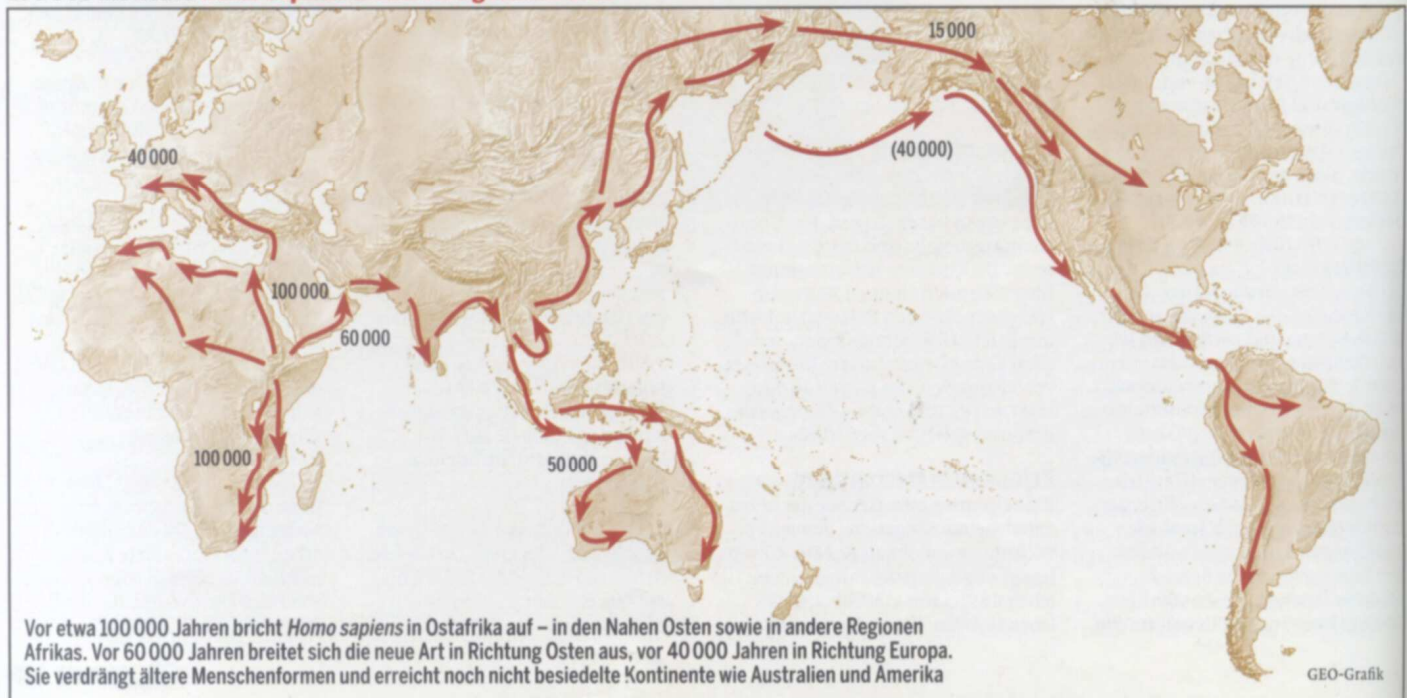 15 000
40 000
(40 000)
100 000
60 000
100 000
50 000
Vor etwa 100 000 Jahren bricht Homo sapiens in Ostafrika auf – in den Nahen Osten sowie in andere Regionen
Afrikas. Vor 60 000 Jahren breitet sich die neue Art in Richtung Osten aus, vor 40 000 Jahren in Richtung Europa.
Sie verdrängt ältere Menschenformen und erreicht noch nicht besiedelte Kontinente wie Australien und Amerika
GEO-Grafik